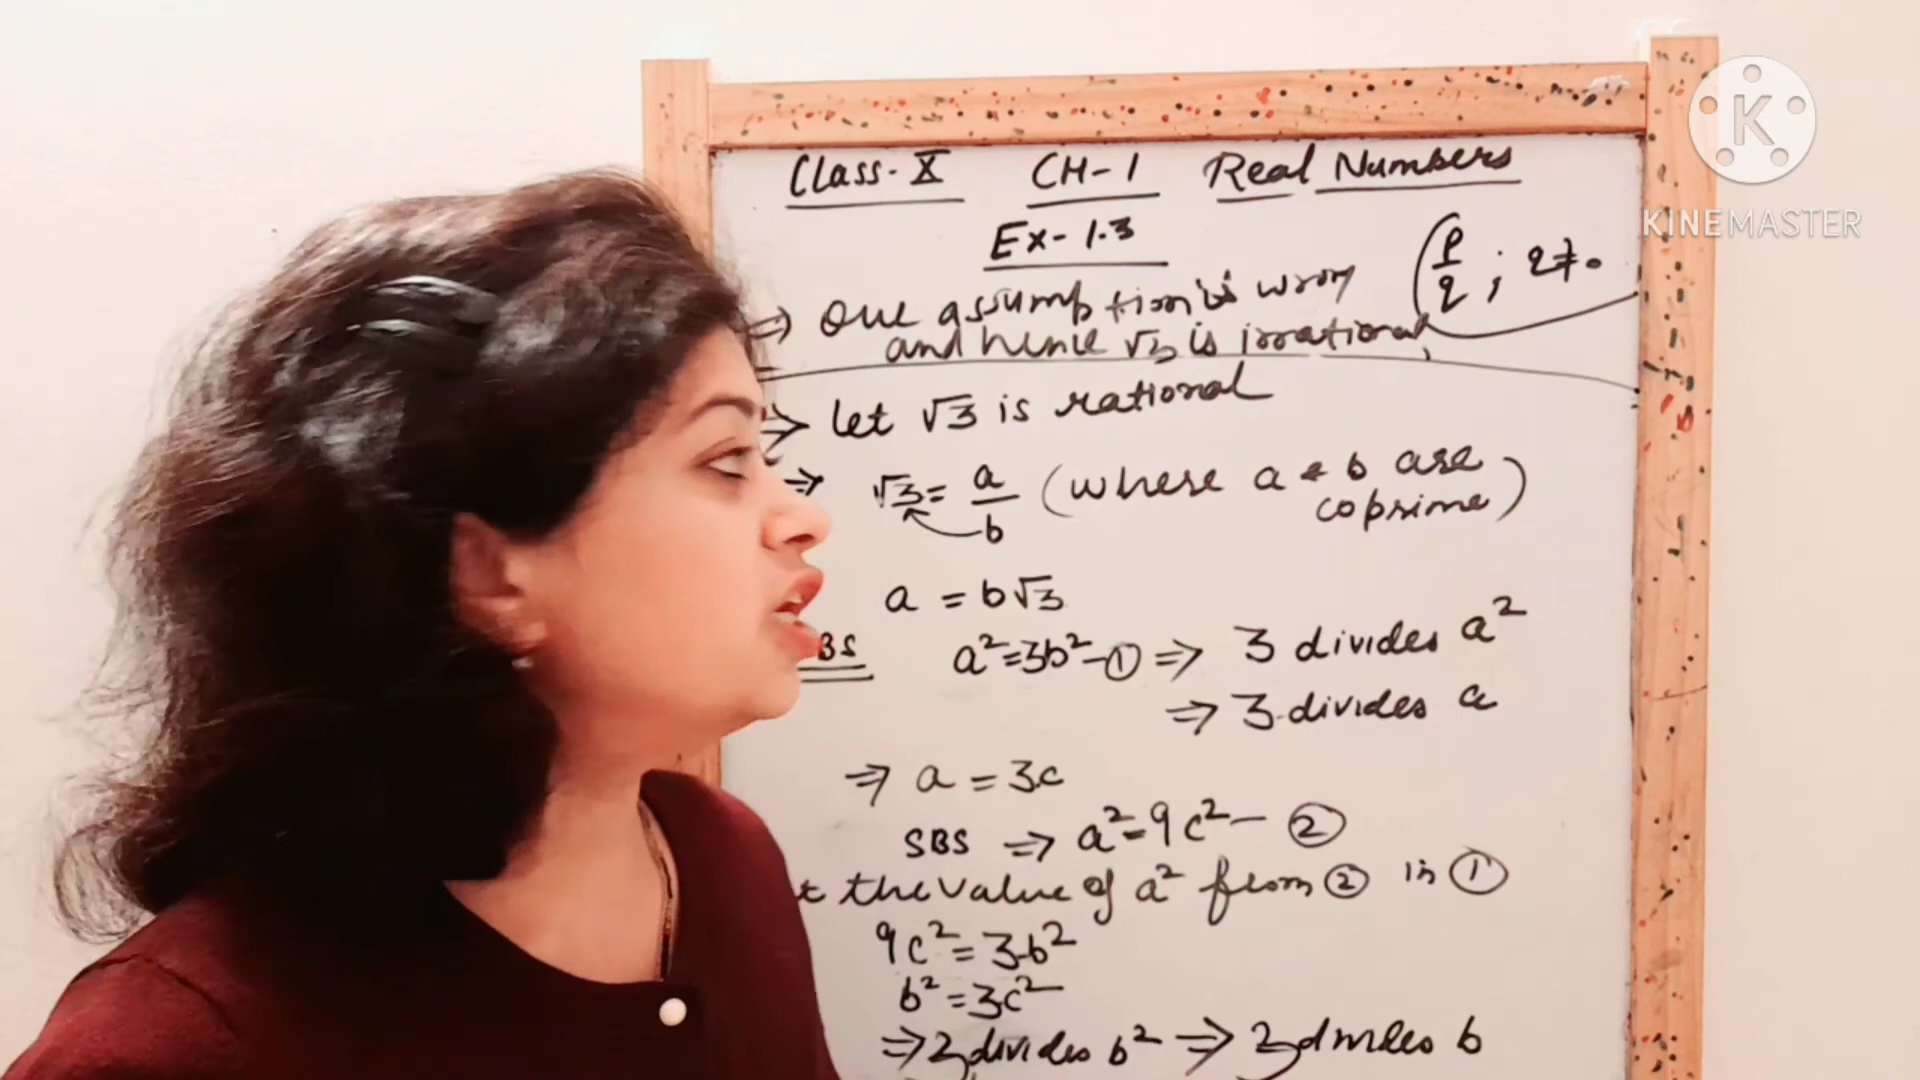 Class-X CH-1 Real Numbers
Ex-1.3
p/q ; q≠0
⇒ Our assumption is wrong
and hence √3 is irrational,
⇒ let √3 is rational
⇒ √3 = a/b (where a & b are
coprime)
a = b√3
BS a²=3b²-① ⇒ 3 divides a²
⇒ 3 divides a
⇒ a = 3c
SBS ⇒ a²=9c²- ②
the value of a² from ② in ①
9c² = 3b²
b² = 3c²
⇒ 3 divides b² ⇒ 3 divides b
K
KINEMASTER